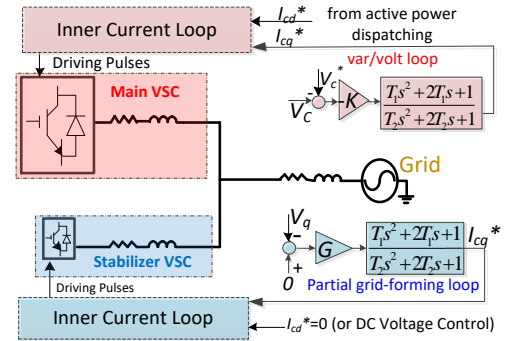 Inner Current Loop
Icd*
Icq*
from active power
dispatching
Driving Pulses
var/volt loop
Main VSC
Vc*
-
VC
-K
T1s²+2T1s+1
T2s²+2T2s+1
Grid
Vq
-
G
+
0
T1s²+2T1s+1
T2s²+2T2s+1
Icq*
Stabilizer VSC
Partial grid-forming loop
Driving Pulses
Inner Current Loop
Icd*=0 (or DC Voltage Control)